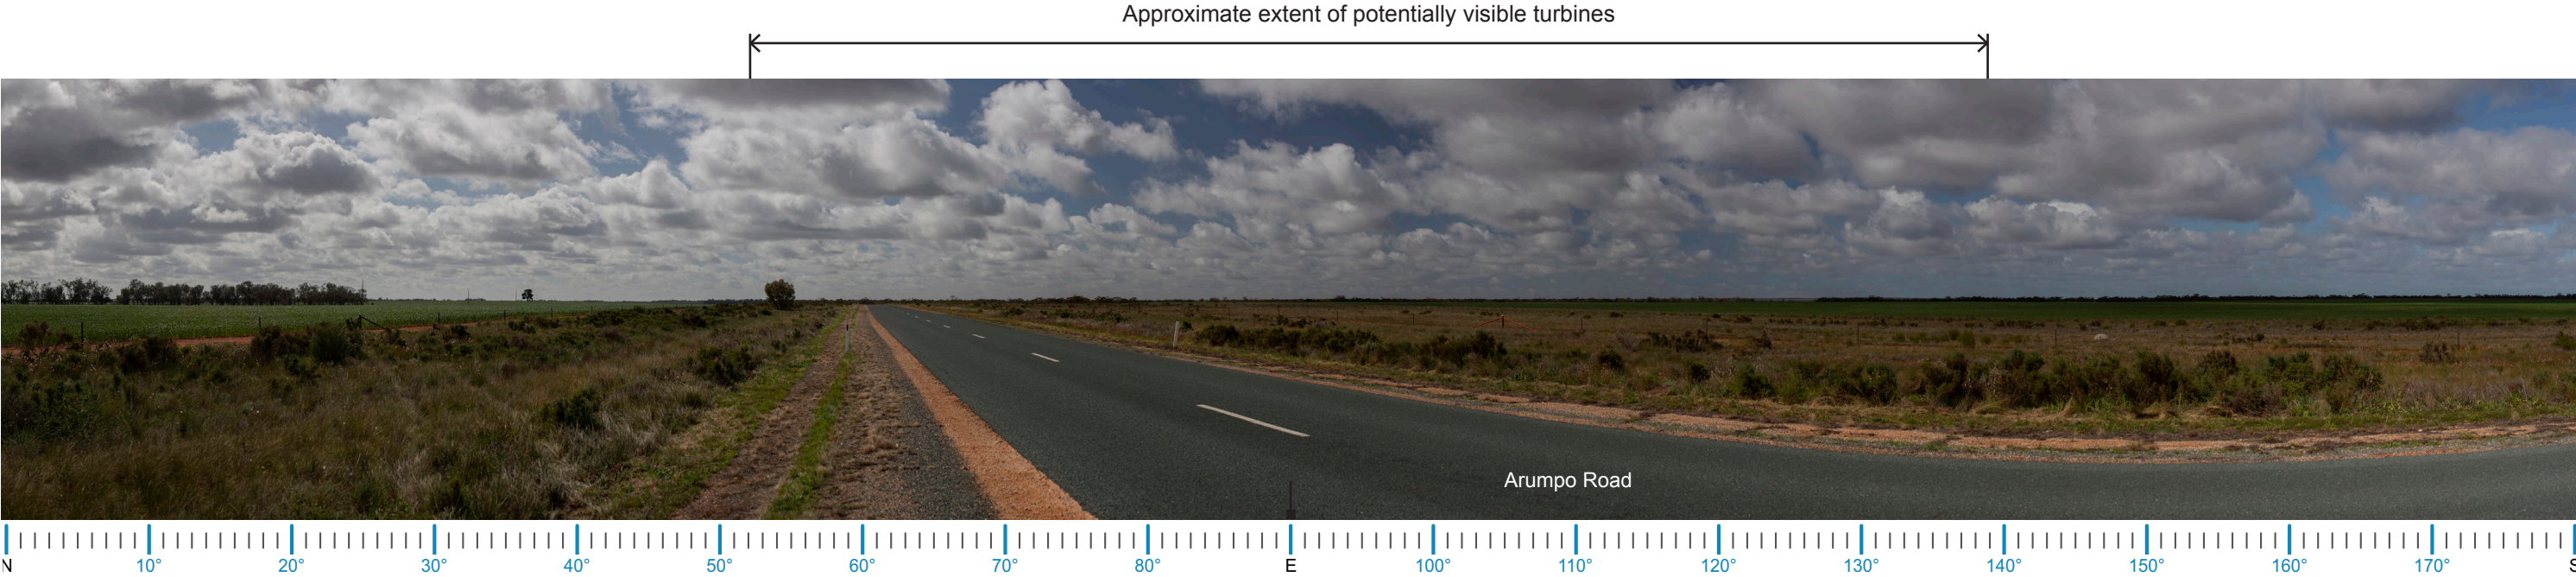 Approximate extent of potentially visible turbines
Arumpo Road
N 10° 20° 30° 40° 50° 60° 70° 80° E 100° 110° 120° 130° 140° 150° 160° 170° S